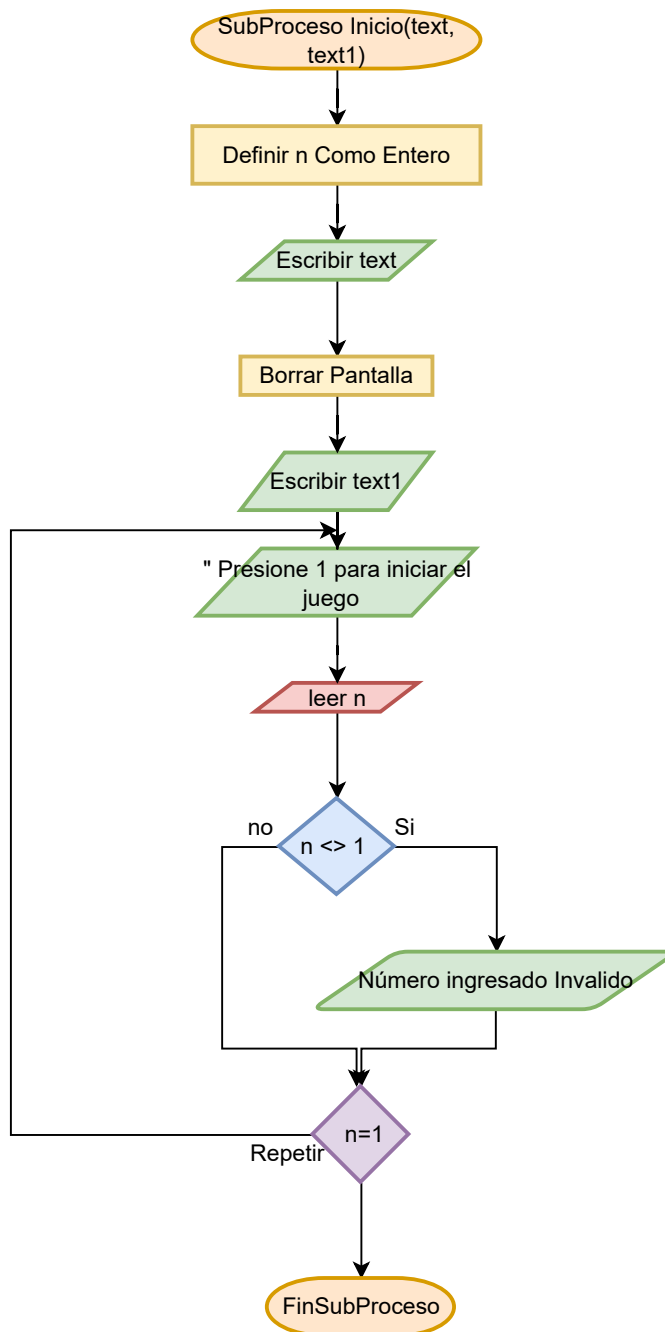 SubProceso Inicio(text,
text1)
Definir n Como Entero
Escribir text
Borrar Pantalla
Escribir text1
" Presione 1 para iniciar el
juego
leer n
no
n <> 1
Si
Número ingresado Invalido
n=1
Repetir
FinSubProceso